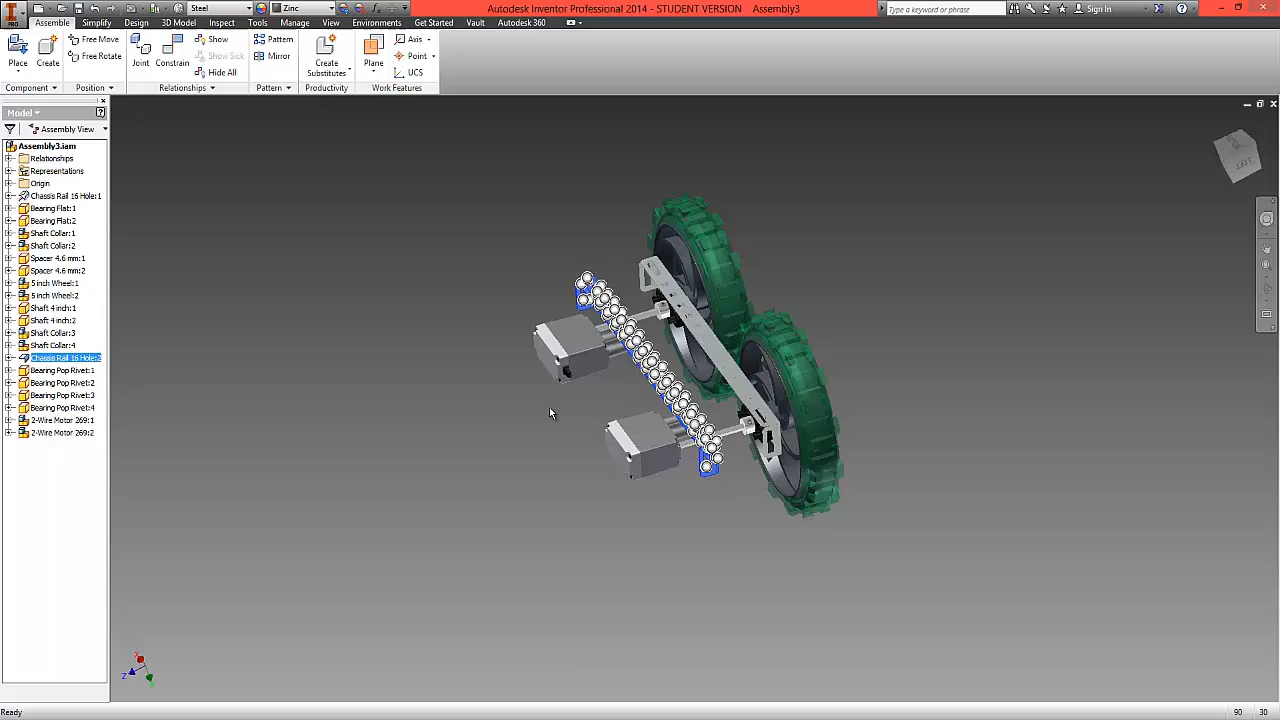 Steel
Zinc
Autodesk Inventor Professional 2014 - STUDENT VERSION Assembly3
Type a keyword or phrase
Sign In
PRO
Assemble Simplify Design 3D Model Inspect Tools Manage Environments View Get Started Vault Autodesk 360
Place
Create
Free Move
Free Rotate
Joint
Constrain
Show
Show Sick
Hide All
Pattern
Mirror
Create
Substitutes
Plane
Axis
Point
UCS
Component
Position
Relationships
Pattern
Productivity
Work Features
Model
Assembly View
Assembly3.iam
Relationships
Representations
Origin
Chassis Rail 16 Hole:1
Bearing Flat:1
Bearing Flat:2
Shaft Collar:1
Shaft Collar:2
Spacer 4.6 mm:1
Spacer 4.6 mm:2
5 inch Wheel:1
5 inch Wheel:2
Shaft 4 inch:1
Shaft 4 inch:2
Shaft Collar:3
Shaft Collar:4
Chassis Rail 16 Hole:2
Bearing Pop Rivet:1
Bearing Pop Rivet:2
Bearing Pop Rivet:3
Bearing Pop Rivet:4
2-Wire Motor 269:1
2-Wire Motor 269:2
LEFT
Y
Z
Ready
90 30